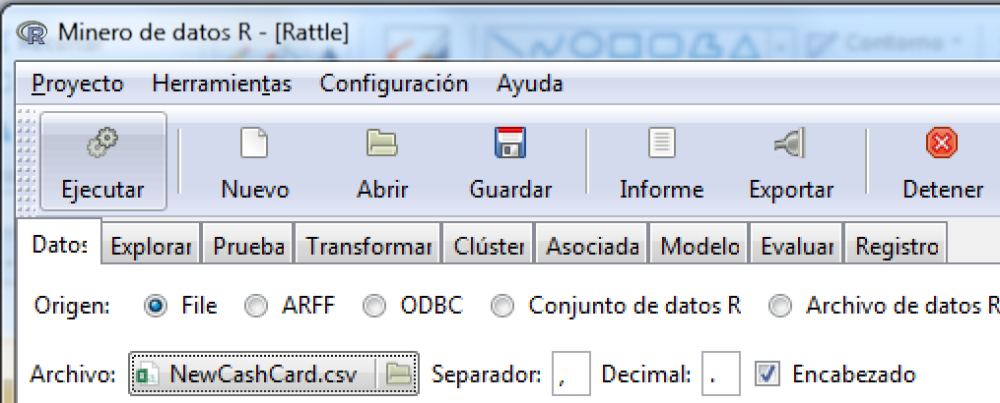 Minero de datos R - [Rattle]
Contorno
Proyecto Herramientas Configuración Ayuda
Ejecutar Nuevo Abrir Guardar Informe Exportar Detener
Datos Explorar Prueba Transformar Clúster Asociada Modelo Evaluar Registro
Origen: File ARFF ODBC Conjunto de datos R Archivo de datos R
Archivo: NewCashCard.csv Separador: , Decimal: . Encabezado